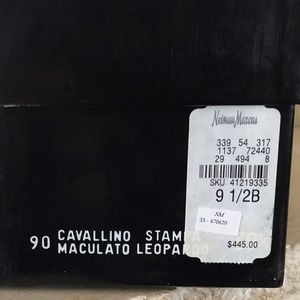 Neiman Marcus
339 54 317
1137 72440
29 494 8
SKU 41219335
9 1/2B
NM
33 - 670620
$445.00
90 CAVALLINO STAMP
MACULATO LEOPARDO